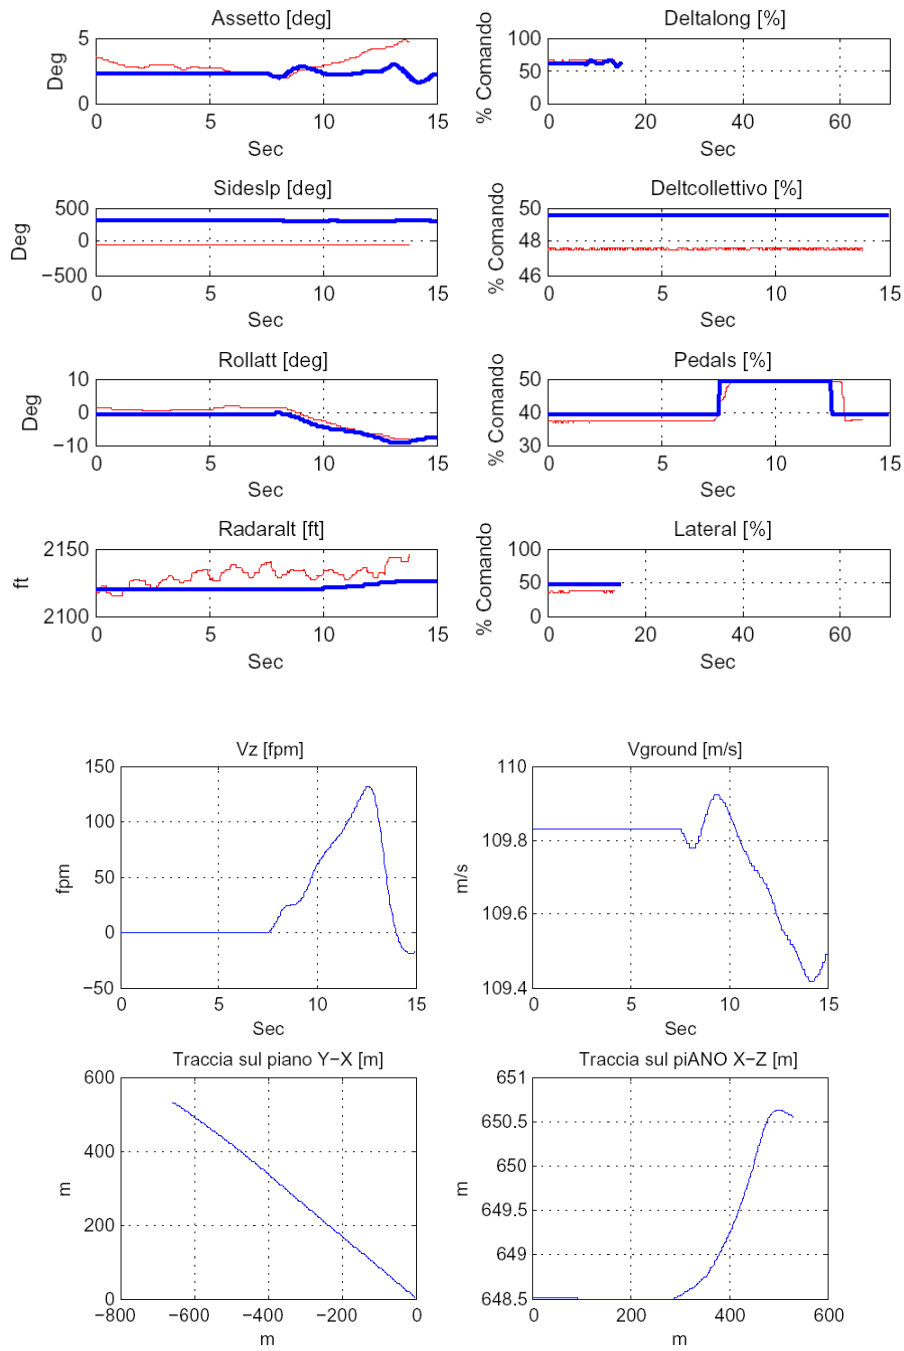 Assetto [deg]
5
0
Deg
0 5 10 15
Sec
Deltalong [%]
100
50
0
% Comando
0 20 40 60
Sec
Sideslp [deg]
500
0
−500
Deg
0 5 10 15
Sec
Deltcollettivo [%]
50
48
46
% Comando
0 5 10 15
Sec
Rollatt [deg]
10
0
−10
Deg
0 5 10 15
Sec
Pedals [%]
50
40
30
% Comando
0 5 10 15
Sec
Radaralt [ft]
2150
2100
ft
0 5 10 15
Sec
Lateral [%]
100
50
0
% Comando
0 20 40 60
Sec
Vz [fpm]
150
100
50
0
−50
fpm
0 5 10 15
Sec
Vground [m/s]
110
109.8
109.6
109.4
m/s
0 5 10 15
Sec
Traccia sul piano Y−X [m]
600
400
200
0
m
−800 −600 −400 −200 0
m
Traccia sul piANO X−Z [m]
651
650.5
650
649.5
649
648.5
m
0 200 400 600
m